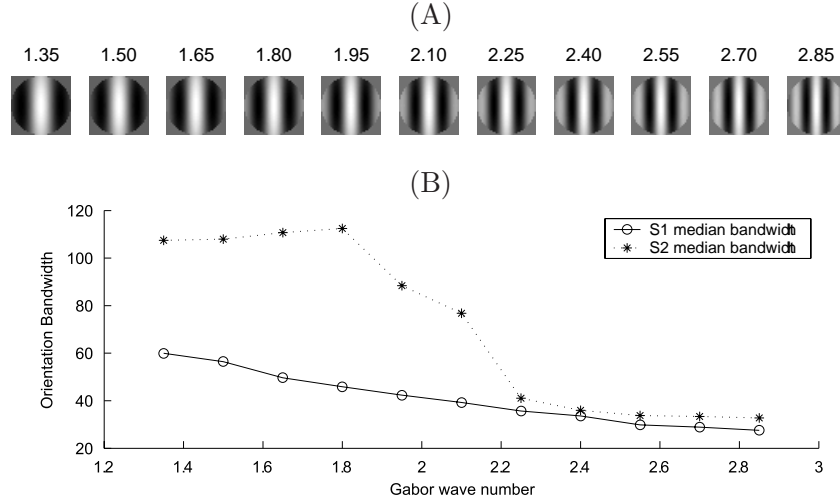 (A)
1.35 1.50 1.65 1.80 1.95 2.10 2.25 2.40 2.55 2.70 2.85
(B)
120
100
80
60
40
20
Orientation Bandwidth
S1 median bandwidth
S2 median bandwidth
1.2 1.4 1.6 1.8 2 2.2 2.4 2.6 2.8 3
Gabor wave number